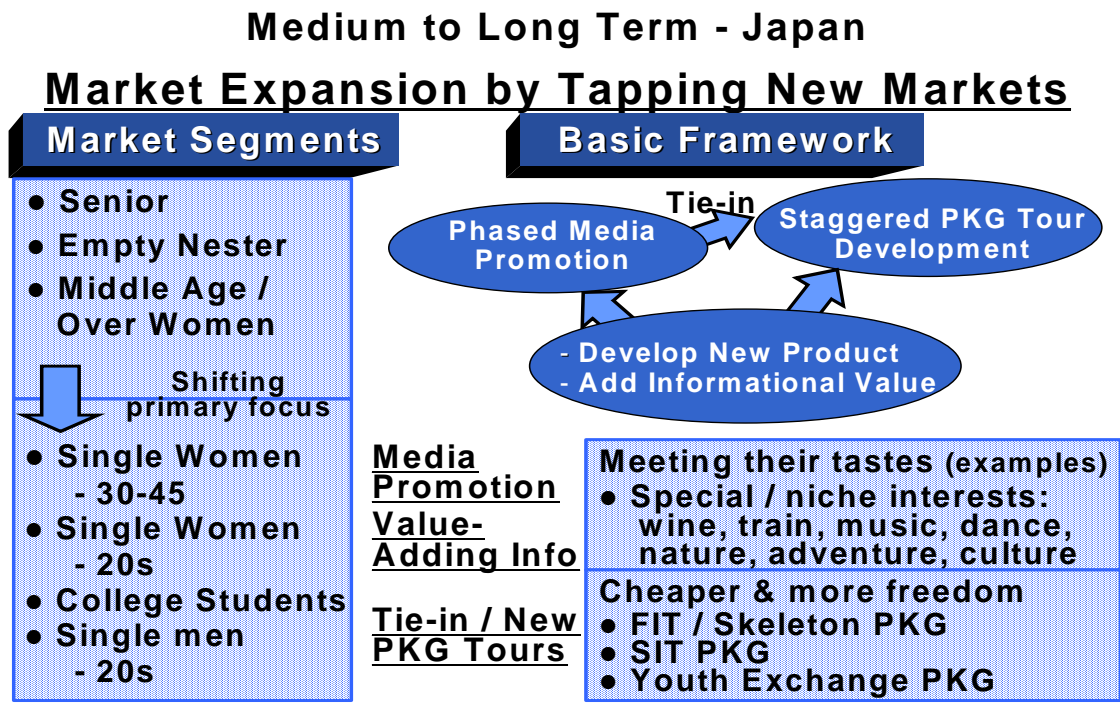 Medium to Long Term - Japan
Market Expansion by Tapping New Markets
Market Segments
● Senior
● Empty Nester
● Middle Age /
Over Women
Shifting
primary focus
● Single Women
- 30-45
● Single Women
- 20s
● College Students
● Single men
- 20s
Basic Framework
Tie-in
Phased Media
Promotion
Staggered PKG Tour
Development
- Develop New Product
- Add Informational Value
Media
Promotion
Value-
Adding Info
Tie-in / New
PKG Tours
Meeting their tastes (examples)
● Special / niche interests:
wine, train, music, dance,
nature, adventure, culture
Cheaper & more freedom
● FIT / Skeleton PKG
● SIT PKG
● Youth Exchange PKG